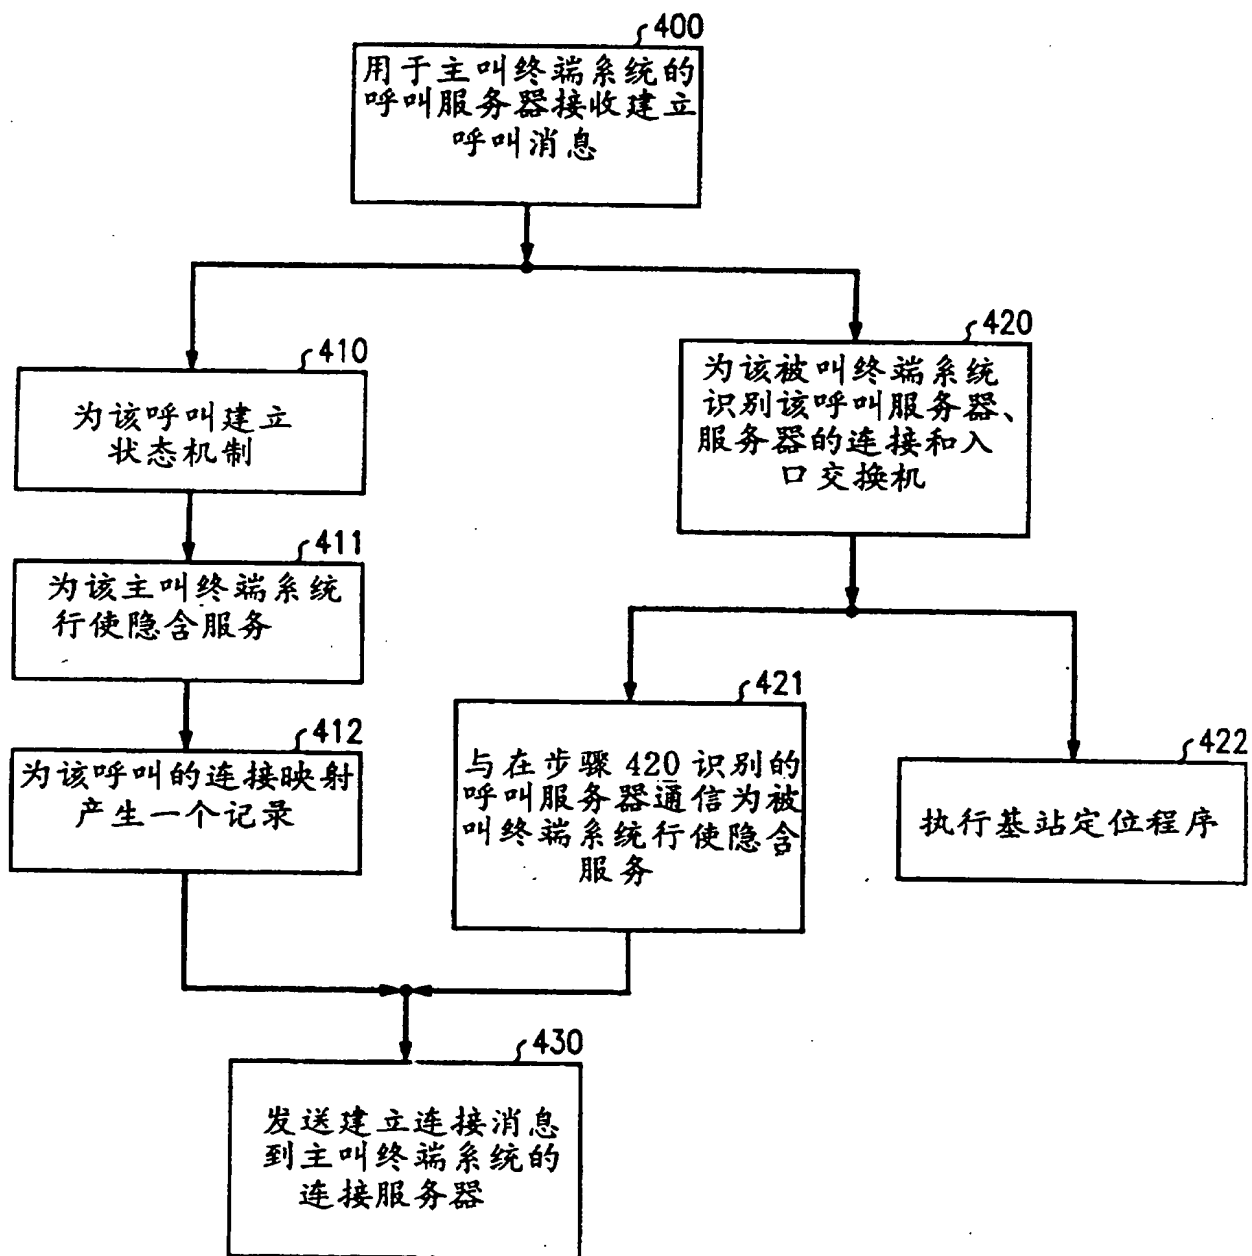 400
用于主叫终端系统的
呼叫服务器接收建立
呼叫消息
410
为该呼叫建立
状态机制
411
为该主叫终端系统
行使隐含服务
412
为该呼叫的连接映射
产生一个记录
420
为该被叫终端系统
识别该呼叫服务器、
服务器的连接和入
口交换机
421
与在步骤420识别的
呼叫服务器通信为被
叫终端系统行使隐含
服务
422
执行基站定位程序
430
发送建立连接消息
到主叫终端系统的
连接服务器